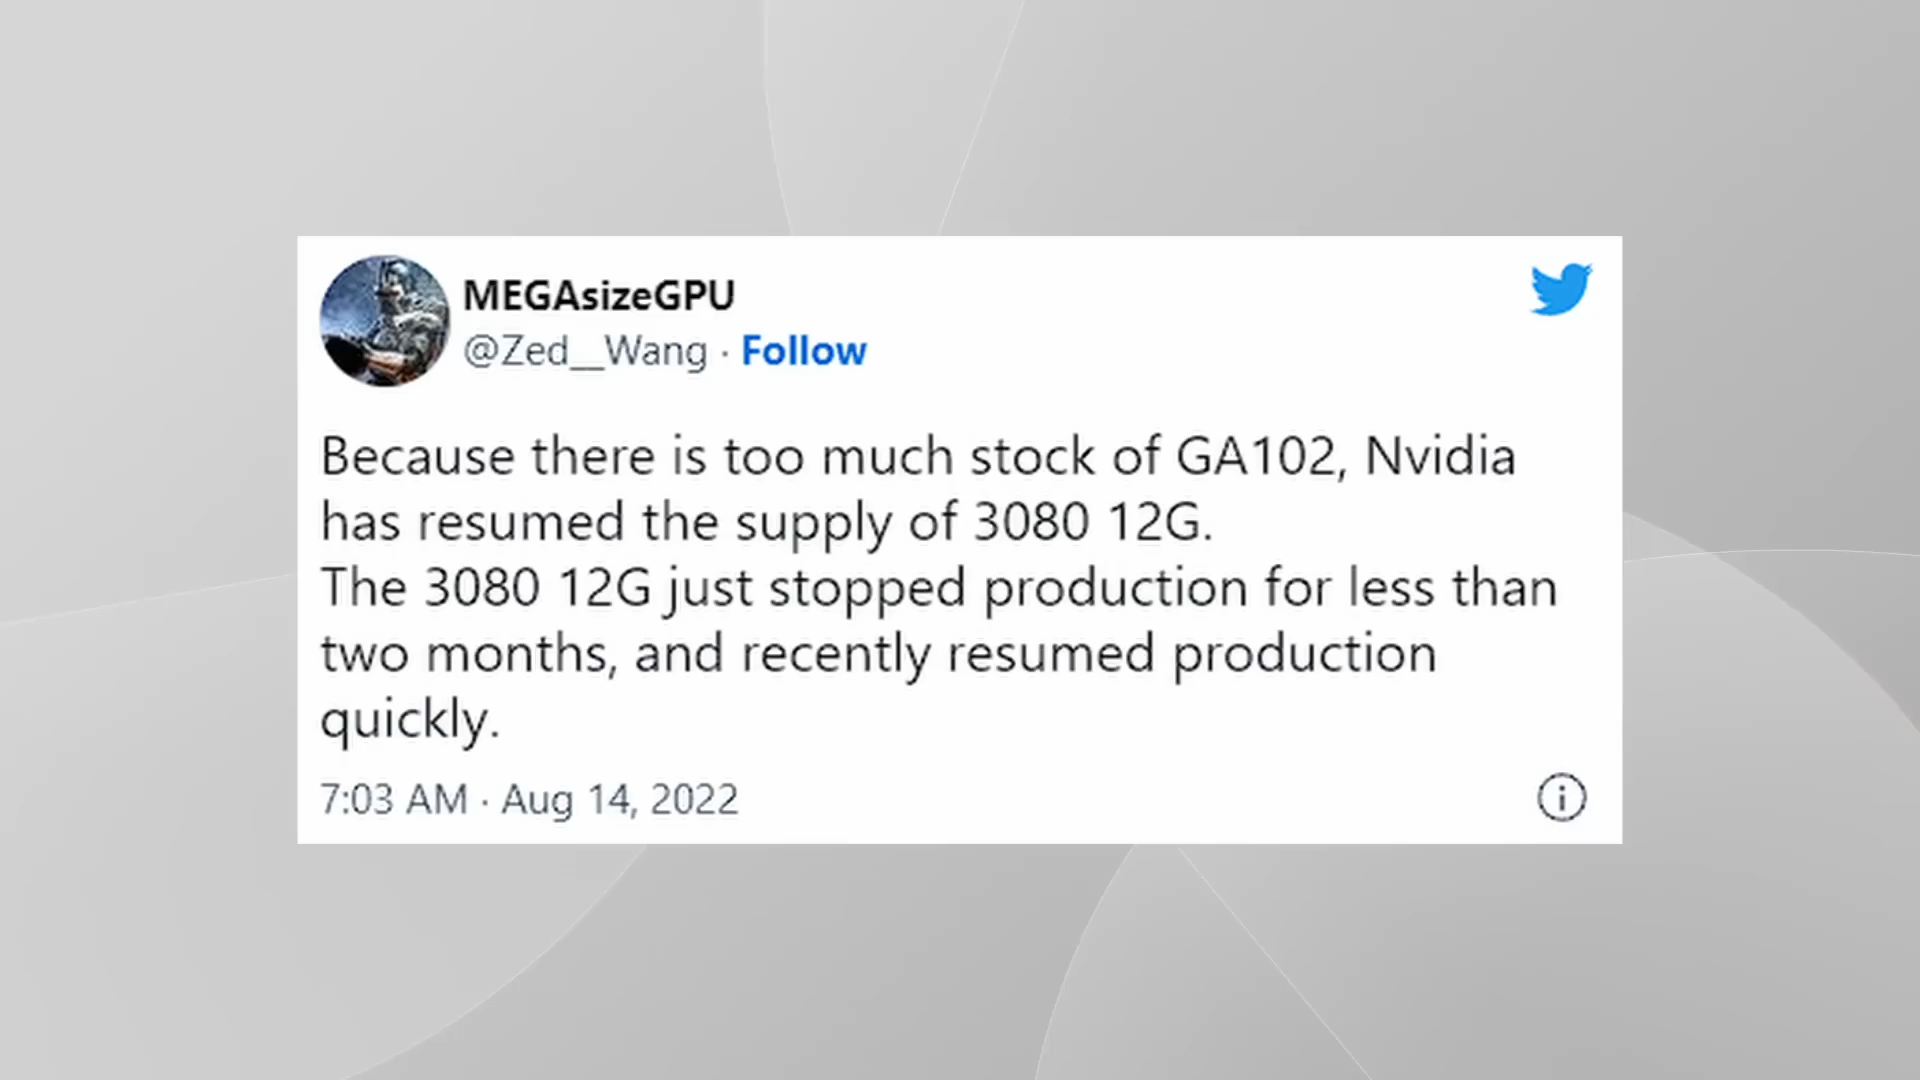 MEGAsizeGPU
@Zed__Wang · Follow
Because there is too much stock of GA102, Nvidia
has resumed the supply of 3080 12G.
The 3080 12G just stopped production for less than
two months, and recently resumed production
quickly.
7:03 AM · Aug 14, 2022